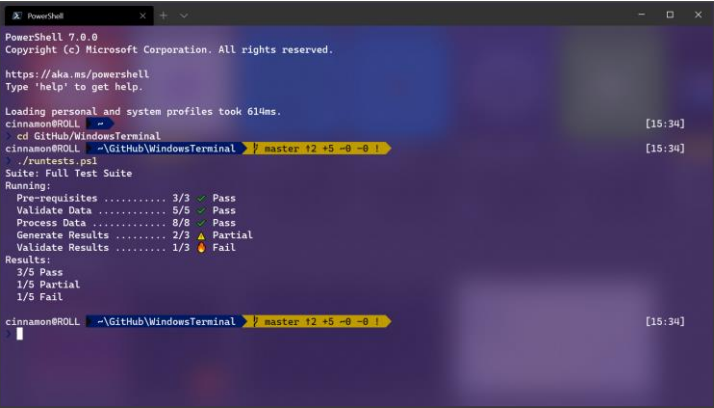 PowerShell
PowerShell 7.0.0
Copyright (c) Microsoft Corporation. All rights reserved.
https://aka.ms/powershell
Type 'help' to get help.
Loading personal and system profiles took 614ms.
cinnamon@ROLL ~ [15:34]
❯ cd GitHub/WindowsTerminal
cinnamon@ROLL ~\GitHub\WindowsTerminal master ↑2 +5 ~0 -0 ! [15:34]
❯ ./runtests.ps1
Suite: Full Test Suite
Running:
Pre-requisites ........... 3/3 ✓ Pass
Validate Data ............ 5/5 ✓ Pass
Process Data ............. 8/8 ✓ Pass
Generate Results ......... 2/3 ⚠ Partial
Validate Results ......... 1/3 🔥 Fail
Results:
3/5 Pass
1/5 Partial
1/5 Fail
cinnamon@ROLL ~\GitHub\WindowsTerminal master ↑2 +5 ~0 -0 ! [15:34]
❯